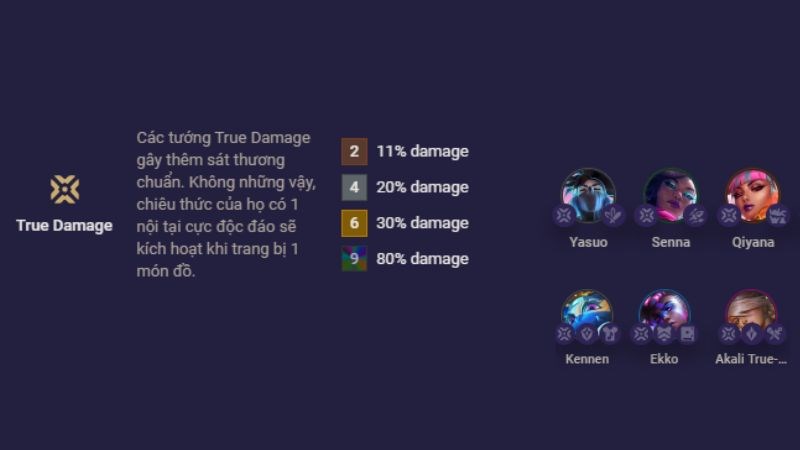 True Damage
Các tướng True Damage
gây thêm sát thương
chuẩn. Không những vậy,
chiêu thức của họ có 1
nội tại cực độc đáo sẽ
kích hoạt khi trang bị 1
món đồ.
2 11% damage
4 20% damage
6 30% damage
9 80% damage
Yasuo Senna Qiyana
Kennen Ekko Akali True-...